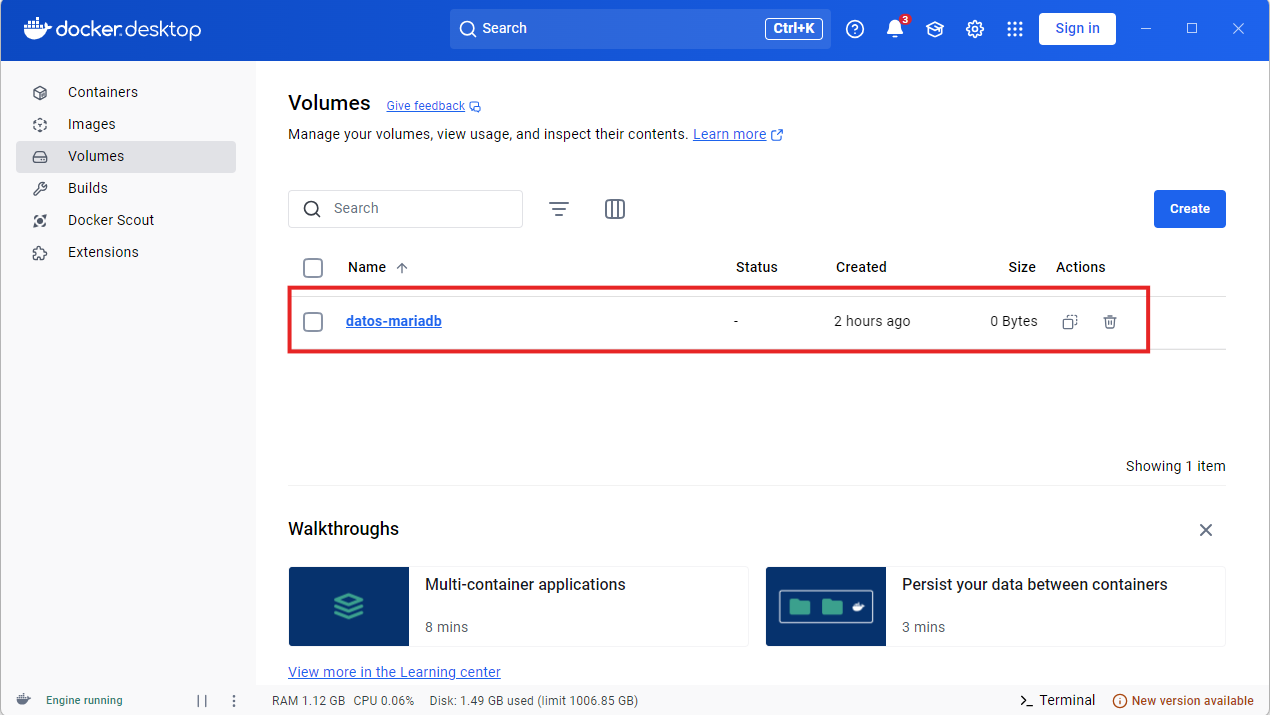 docker.desktop
Search
Ctrl+K
3
Sign in
Containers
Images
Volumes
Builds
Docker Scout
Extensions
Volumes Give feedback
Manage your volumes, view usage, and inspect their contents. Learn more
Search
Create
Name Status Created Size Actions
datos-mariadb - 2 hours ago 0 Bytes
Showing 1 item
Walkthroughs
Multi-container applications
8 mins
Persist your data between containers
3 mins
View more in the Learning center
Engine running RAM 1.12 GB CPU 0.06% Disk: 1.49 GB used (limit 1006.85 GB) >_ Terminal New version available